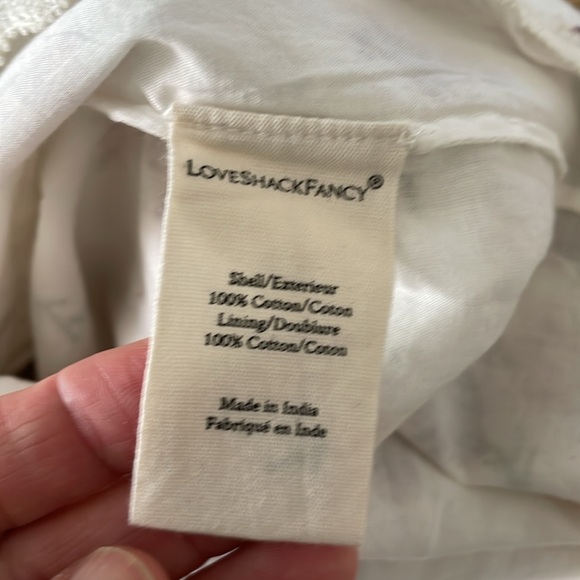 LOVESHACKFANCY®
Shell/Exterieur
100% Cotton/Coton
Lining/Doublure
100% Cotton/Coton
Made in India
Fabriqué en Inde